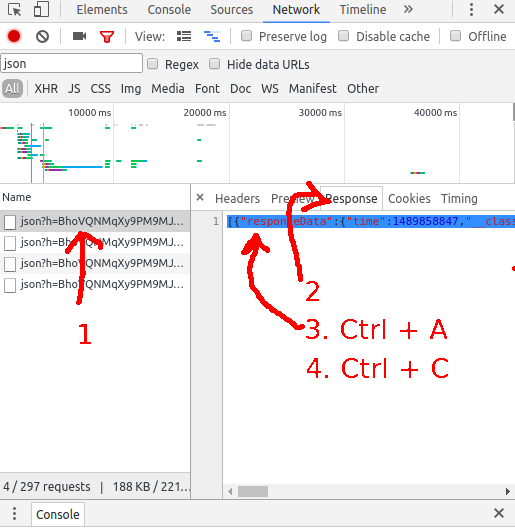 Elements Console Sources Network Timeline
View: Preserve log Disable cache Offline
json Regex Hide data URLs
All XHR JS CSS Img Media Font Doc WS Manifest Other
10000 ms 20000 ms 30000 ms 40000 ms
Name × Headers Preview Response Cookies Timing
json?h=BhoVQNMqXy9PM9MJ... 1 [{"responseData":{"time":1489858847," class
json?h=BhoVQNMqXy9PM9MJ...
json?h=BhoVQNMqXy9PM9MJ...
json?h=BhoVQNMqXy9PM9MJ...
2
1 3. Ctrl + A
4. Ctrl + C
4 / 297 requests | 188 KB / 221...
Console